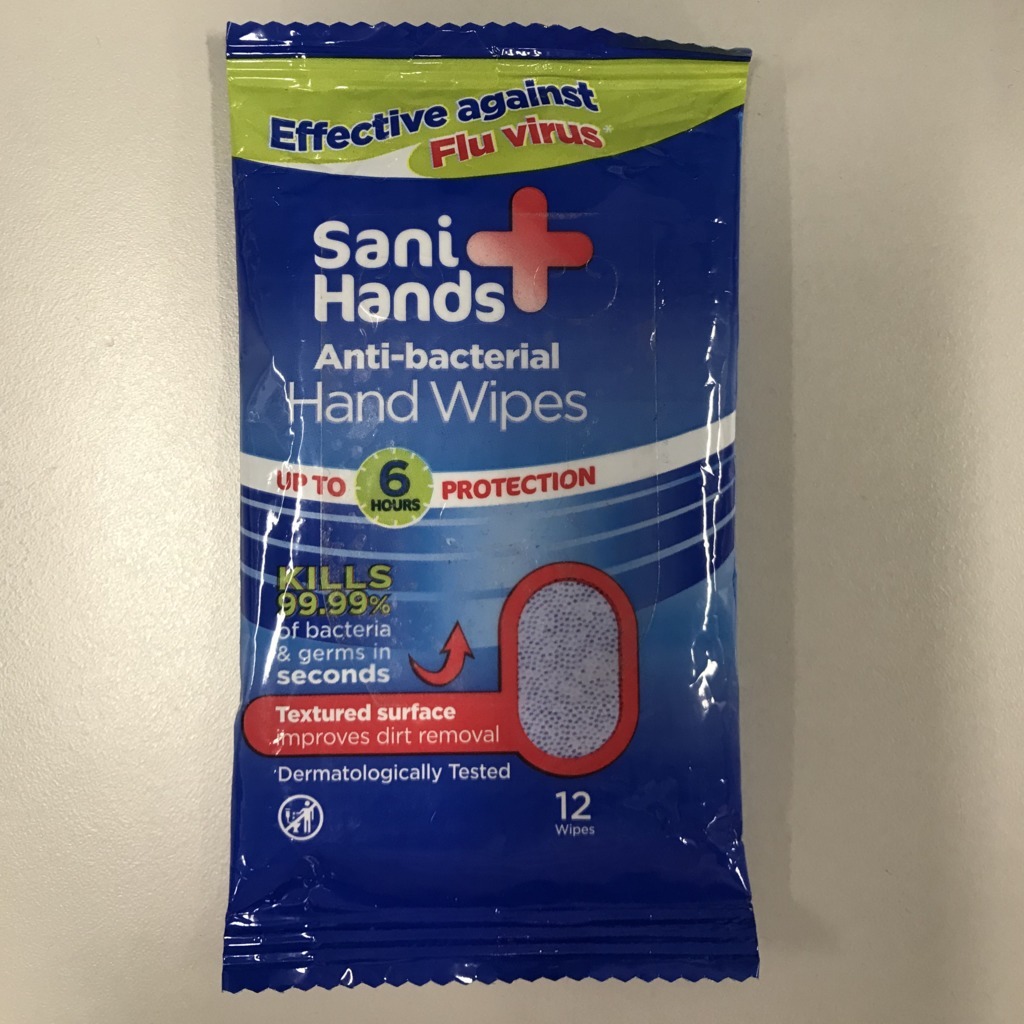 Effective against
Flu virus*
Sani
Hands
Anti-bacterial
Hand Wipes
UP TO 6 HOURS PROTECTION
KILLS
99.99%
of bacteria
& germs in
seconds
Textured surface
improves dirt removal
Dermatologically Tested
12
Wipes